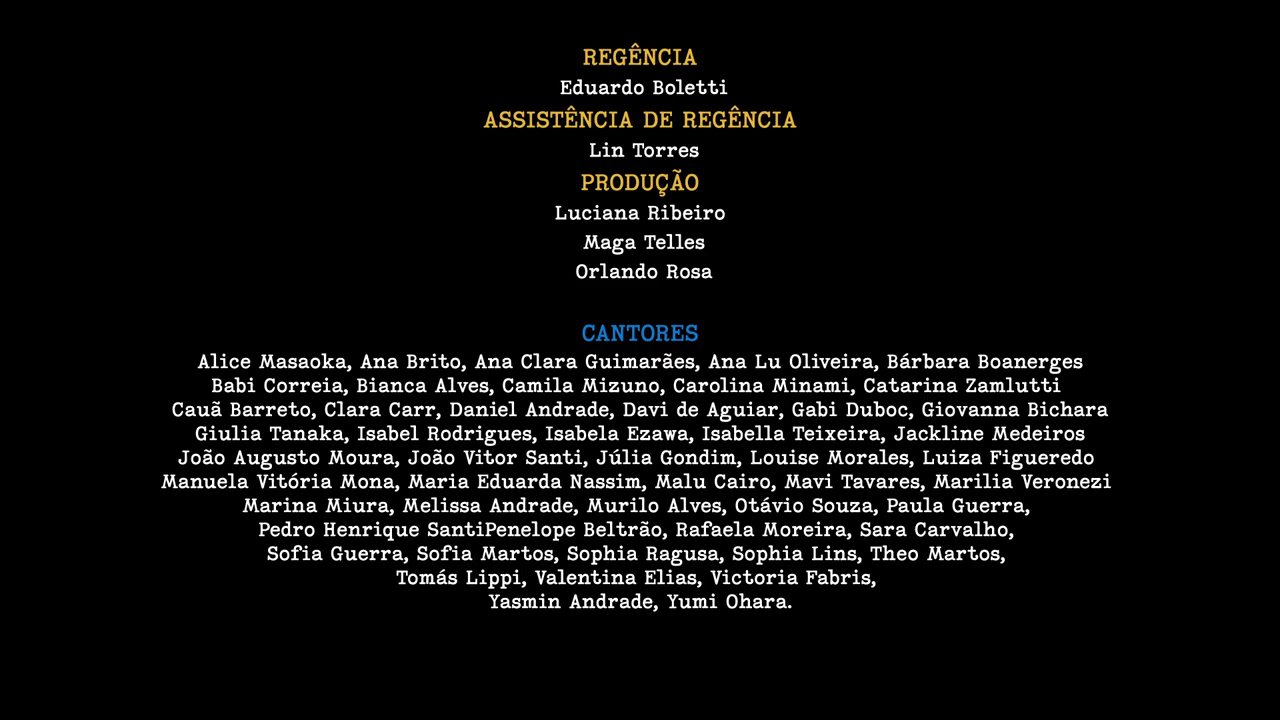 REGÊNCIA
Eduardo Boletti
ASSISTÊNCIA DE REGÊNCIA
Lin Torres
PRODUÇÃO
Luciana Ribeiro
Maga Telles
Orlando Rosa
CANTORES
Alice Masaoka, Ana Brito, Ana Clara Guimarães, Ana Lu Oliveira, Bárbara Boanerges
Babi Correia, Bianca Alves, Camila Mizuno, Carolina Minami, Catarina Zamlutti
Cauã Barreto, Clara Carr, Daniel Andrade, Davi de Aguiar, Gabi Duboc, Giovanna Bichara
Giulia Tanaka, Isabel Rodrigues, Isabela Ezawa, Isabella Teixeira, Jackline Medeiros
João Augusto Moura, João Vitor Santi, Júlia Gondim, Louise Morales, Luiza Figueredo
Manuela Vitória Mona, Maria Eduarda Nassim, Malu Cairo, Mavi Tavares, Marilia Veronezi
Marina Miura, Melissa Andrade, Murilo Alves, Otávio Souza, Paula Guerra,
Pedro Henrique SantiPenelope Beltrão, Rafaela Moreira, Sara Carvalho,
Sofia Guerra, Sofia Martos, Sophia Ragusa, Sophia Lins, Theo Martos,
Tomás Lippi, Valentina Elias, Victoria Fabris,
Yasmin Andrade, Yumi Ohara.